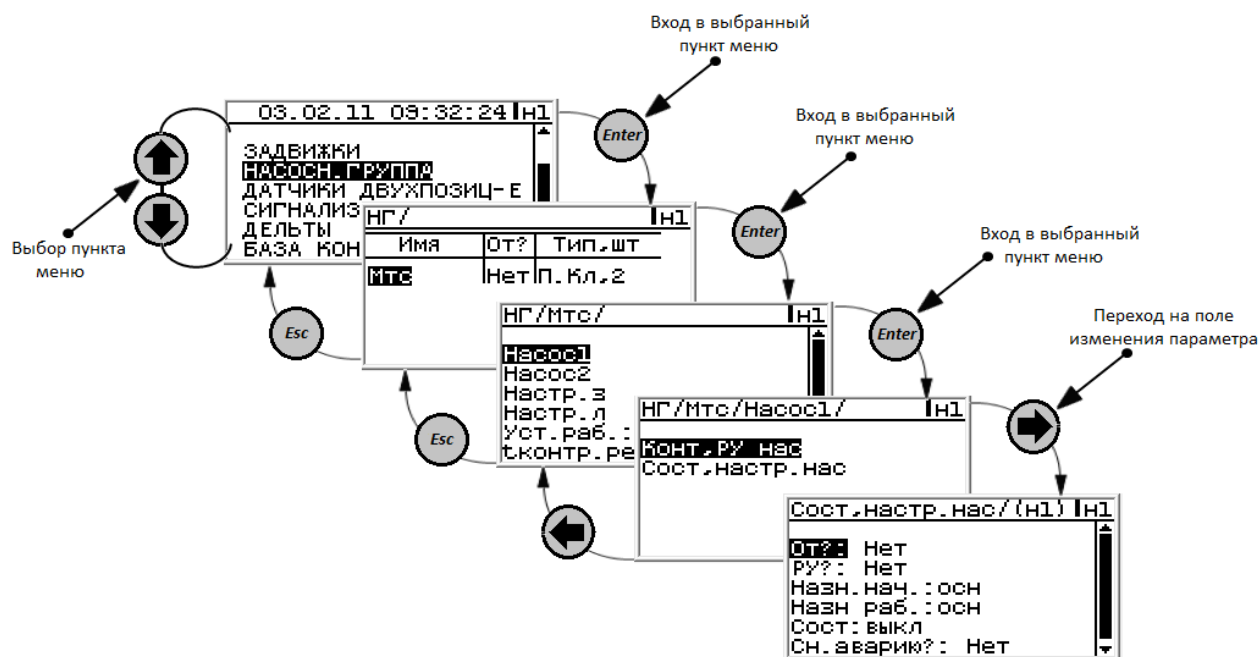 Вход в выбранный
пункт меню
03.02.11 09:32:24 н1
ЗАДВИЖКИ
НАСОСН.ГРУППА
ДАТЧИКИ ДВУХПОЗИЦ-Е
СИГНАЛИЗ
ДЕЛЬТЫ
БАЗА КОН
Enter
Выбор пункта
меню
Вход в выбранный
пункт меню
НГ/ н1
Имя От? Тип,шт
Мтс Нет П.Кл,2
Enter
Esc
Вход в выбранный
пункт меню
НГ/Мтс/ н1
Насос1
Насос2
Настр.з
Настр.л
Уст.раб.:
tконтр.ре
Enter
Esc
Переход на поле
изменения параметра
НГ/Мтс/Насос1/ н1
Конт,РУ нас
Сост,настр.нас
Сост,настр.нас/(н1) н1
От?: Нет
РУ?: Нет
Назн.нач.:осн
Назн раб.:осн
Сост:выкл
Сн.аварию?: Нет